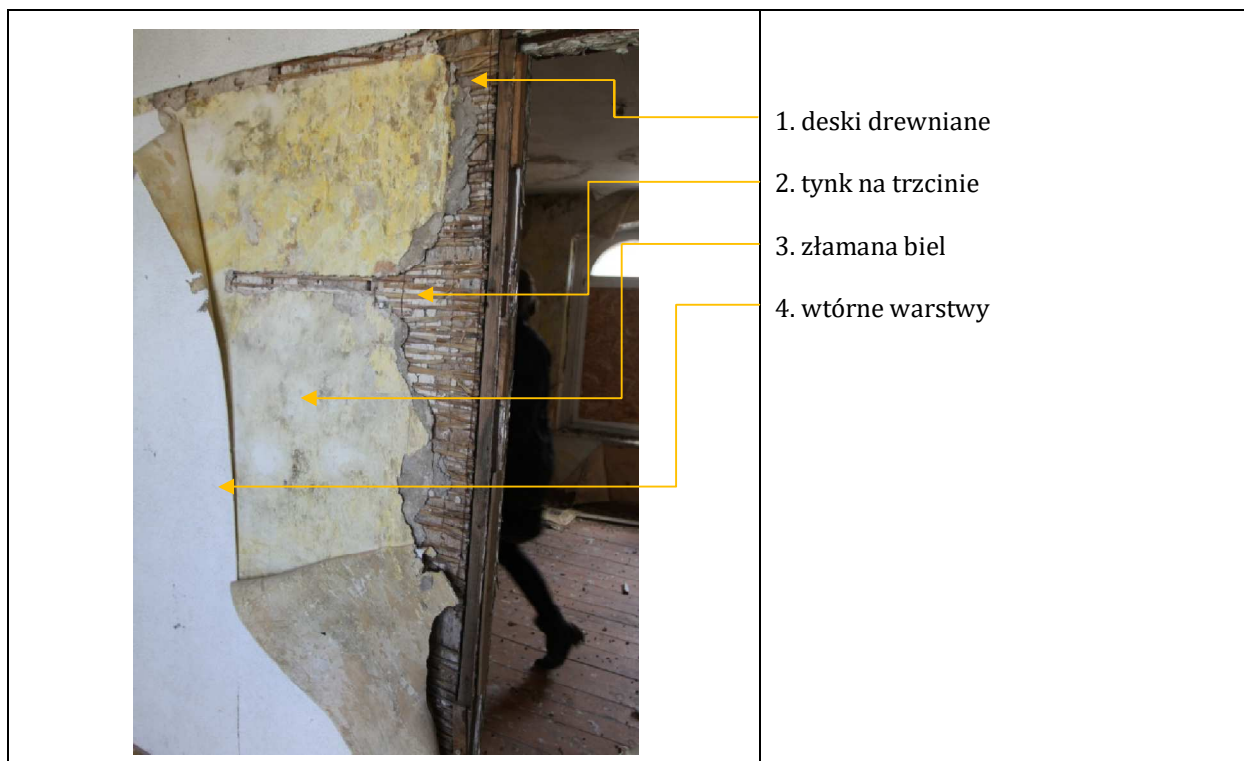 1. deski drewniane
2. tynk na trzcinie
3. złamana biel
4. wtórne warstwy